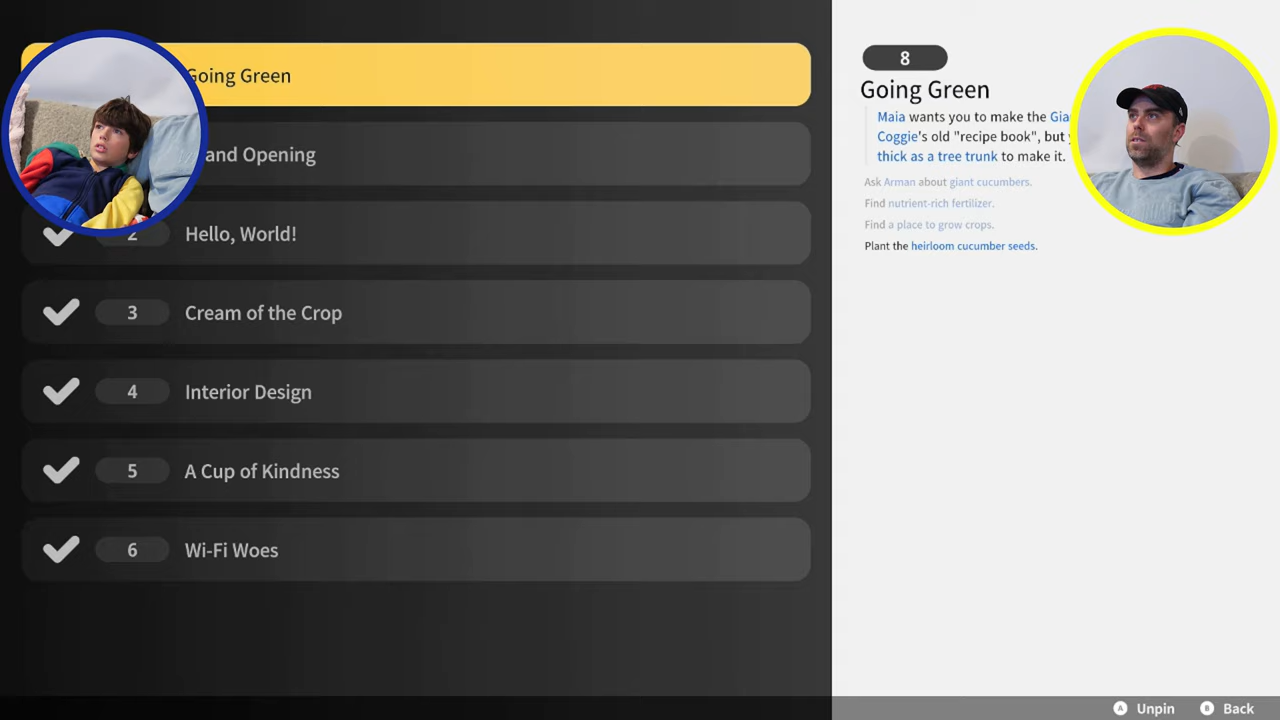 Going Green
and Opening
2 Hello, World!
3 Cream of the Crop
4 Interior Design
5 A Cup of Kindness
6 Wi-Fi Woes
8
Going Green
Maia wants you to make the
Coggie's old "recipe book", but
thick as a tree trunk to make it.
Ask Arman about giant cucumbers.
Find nutrient-rich fertilizer.
Find a place to grow crops.
Plant the heirloom cucumber seeds.
A Unpin B Back